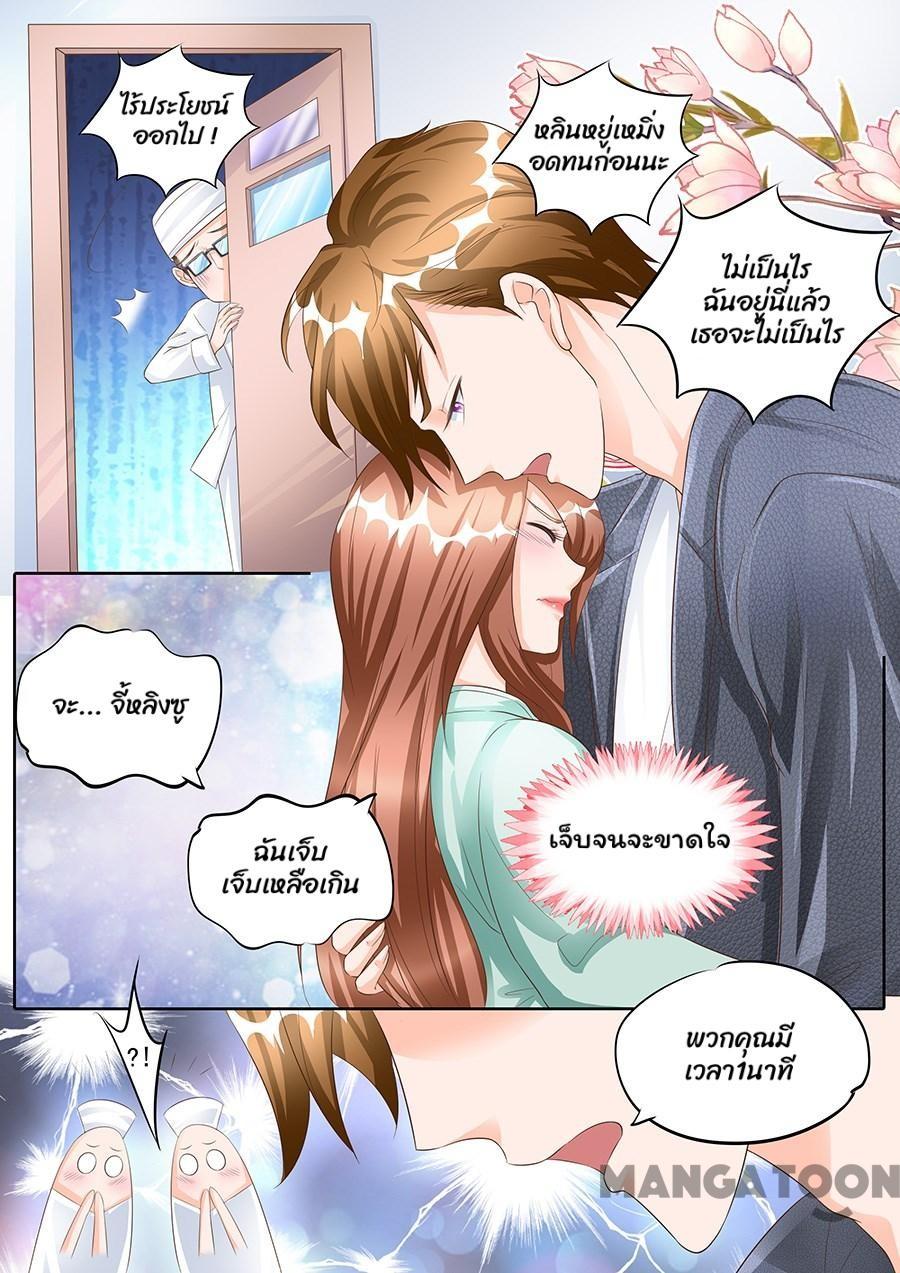 ไร้ประโยชน์
ออกไป !
หลินหยู่เหมิ่ง
อดทนก่อนนะ
ไม่เป็นไร
ฉันอยู่นี่แล้ว
เธอจะไม่เป็นไร
จะ... จี้หลิงซู
ฉันเจ็บ
เจ็บเหลือเกิน
เจ็บจนจะขาดใจ
?!
พวกคุณมี
เวลา1นาที
MANGATOON